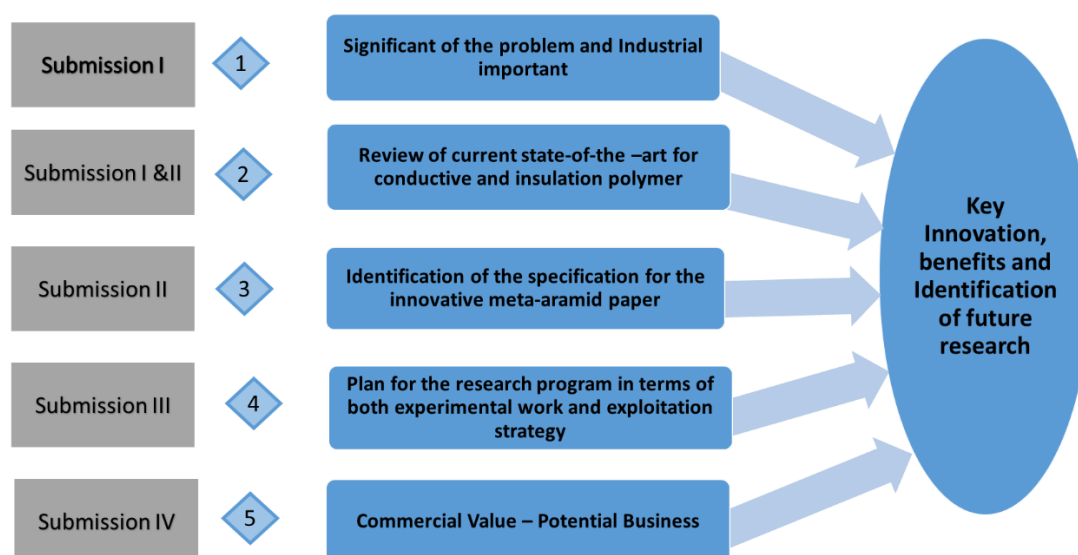 Submission I
1
Significant of the problem and Industrial
important
Submission I &II
2
Review of current state-of-the –art for
conductive and insulation polymer
Submission II
3
Identification of the specification for the
innovative meta-aramid paper
Submission III
4
Plan for the research program in terms of
both experimental work and exploitation
strategy
Submission IV
5
Commercial Value – Potential Business
Key
Innovation,
benefits and
Identification
of future
research